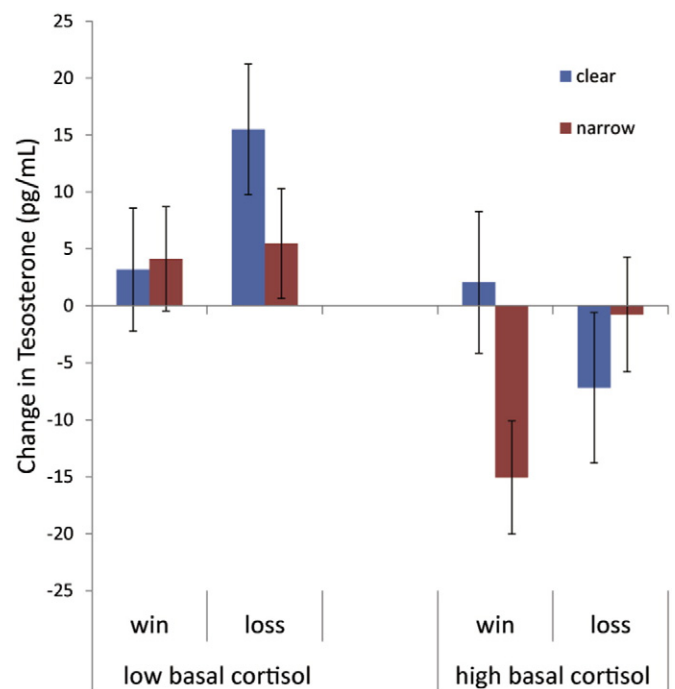 25
20
15
10
5
0
-5
-10
-15
-20
-25
Change in Tesosterone (pg/mL)
clear
narrow
win loss win loss
low basal cortisol high basal cortisol